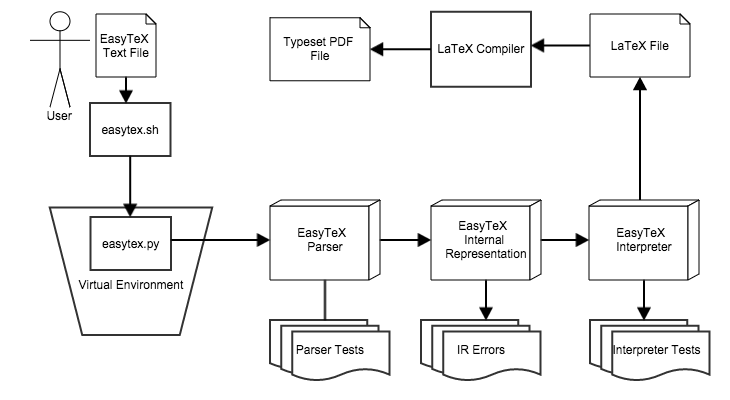 EasyTeX
Text File
Typeset PDF
File
LaTeX Compiler
LaTeX File
User
easytex.sh
easytex.py
Virtual Environment
EasyTeX
Parser
EasyTeX
Internal
Representation
EasyTeX
Interpreter
Parser Tests
IR Errors
Interpreter Tests